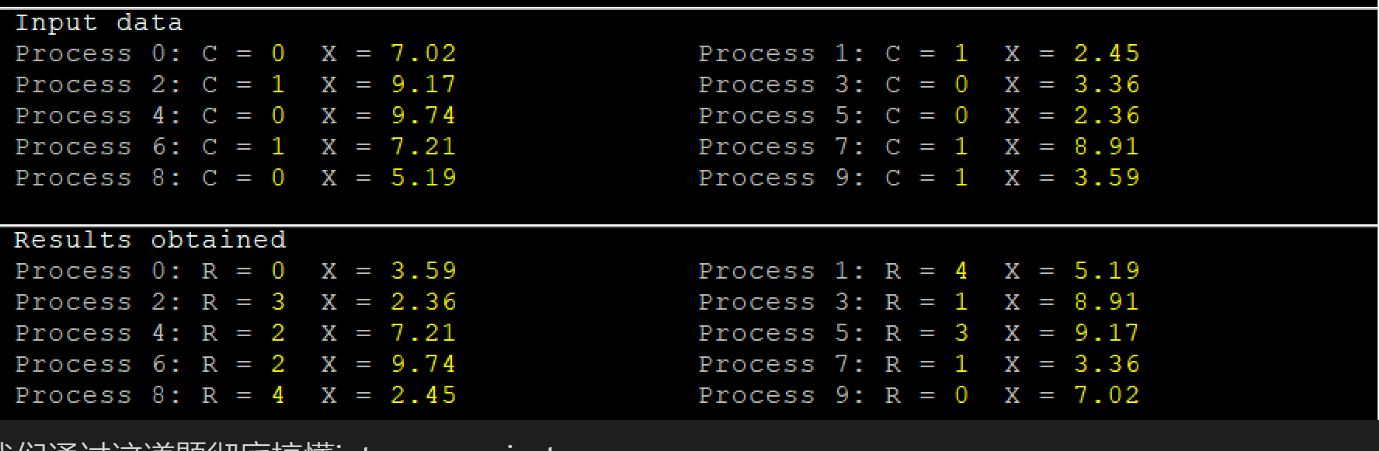 Input data
Process 0: C = 0 X = 7.02 Process 1: C = 1 X = 2.45
Process 2: C = 1 X = 9.17 Process 3: C = 0 X = 3.36
Process 4: C = 0 X = 9.74 Process 5: C = 0 X = 2.36
Process 6: C = 1 X = 7.21 Process 7: C = 1 X = 8.91
Process 8: C = 0 X = 5.19 Process 9: C = 1 X = 3.59
Results obtained
Process 0: R = 0 X = 3.59 Process 1: R = 4 X = 5.19
Process 2: R = 3 X = 2.36 Process 3: R = 1 X = 8.91
Process 4: R = 2 X = 7.21 Process 5: R = 3 X = 9.17
Process 6: R = 2 X = 9.74 Process 7: R = 1 X = 3.36
Process 8: R = 4 X = 2.45 Process 9: R = 0 X = 7.02